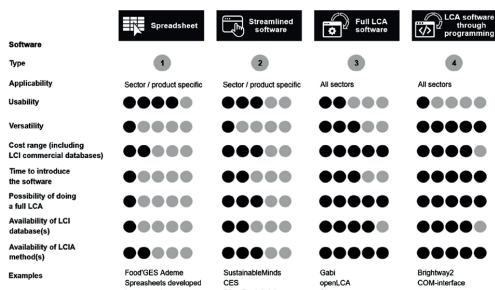 Spreadsheet
Streamlined software
Full LCA software
LCA software through programming
Software
Type
1
2
3
4
Applicability
Sector / product specific
Sector / product specific
All sectors
All sectors
Usability
Versatility
Cost range (including
LCI commercial databases)
Time to introduce
the software
Possibility of doing
a full LCA
Availability of LCI
database(s)
Availability of LCIA
method(s)
Examples
Food'GES Ademe
Spreasheets developed
SustainableMinds
CES
Gabi
openLCA
Brightway2
COM-interface